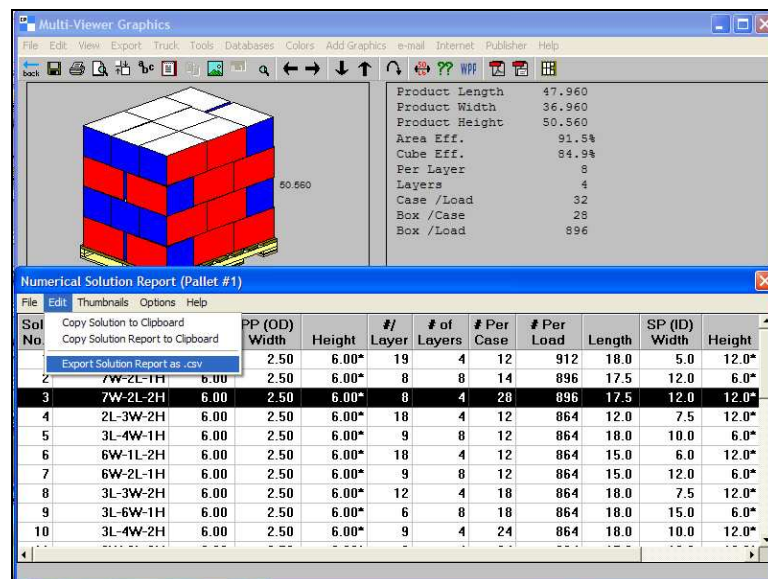 Multi-Viewer Graphics
File Edit View Export Truck Tools Databases Colors Add Graphics e-mail Internet Publisher Help
back ?? WPP
Product Length 47.960
Product Width 36.960
Product Height 50.560
Area Eff. 91.5%
Cube Eff. 84.9%
Per Layer 8
Layers 4
Case /Load 32
Box /Case 28
Box /Load 896
50.560
Numerical Solution Report (Pallet #1)
File Edit Thumbnails Options Help
Copy Solution to Clipboard
Copy Solution Report to Clipboard
Export Solution Report as .csv
Sol No. PP (OD) Width Height #/ Layer # of Layers # Per Case # Per Load Length SP (ID) Width Height
2.50 6.00* 19 4 12 912 18.0 5.0 12.0*
2 7W-2L-1H 6.00 2.50 6.00* 8 8 14 896 17.5 12.0 6.0*
3 7W-2L-2H 6.00 2.50 6.00* 8 4 28 896 17.5 12.0 12.0*
4 2L-3W-2H 6.00 2.50 6.00* 18 4 12 864 12.0 7.5 12.0*
5 3L-4W-1H 6.00 2.50 6.00* 9 8 12 864 18.0 10.0 6.0*
6 6W-1L-2H 6.00 2.50 6.00* 18 4 12 864 15.0 6.0 12.0*
7 6W-2L-1H 6.00 2.50 6.00* 9 8 12 864 15.0 12.0 6.0*
8 3L-3W-2H 6.00 2.50 6.00* 12 4 18 864 18.0 7.5 12.0*
9 3L-6W-1H 6.00 2.50 6.00* 6 8 18 864 18.0 15.0 6.0*
10 3L-4W-2H 6.00 2.50 6.00* 9 4 24 864 18.0 10.0 12.0*